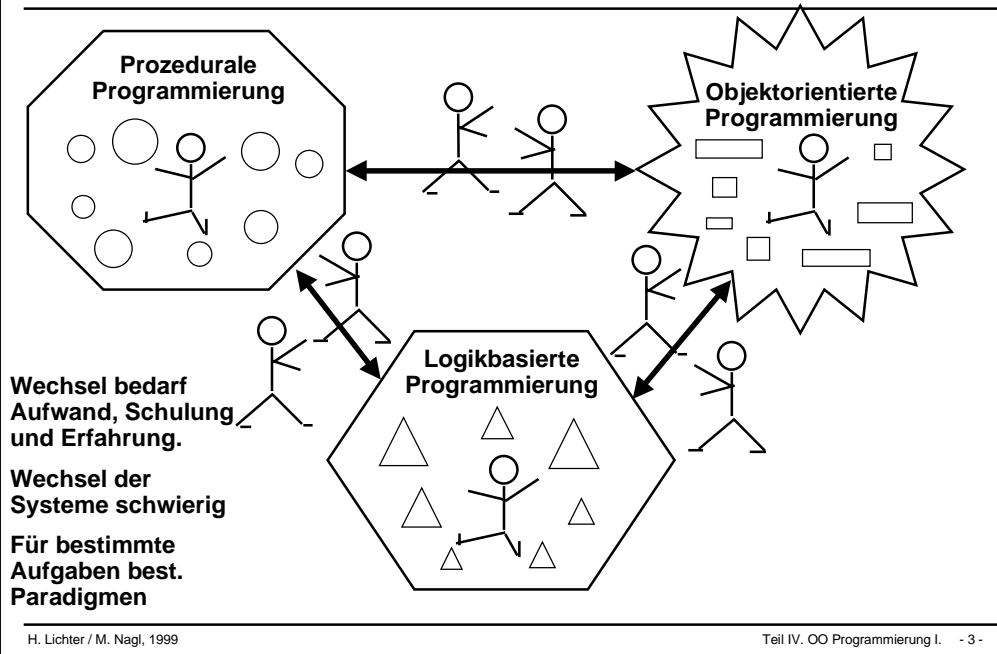 Prozedurale
Programmierung
Objektorientierte
Programmierung
Logikbasierte
Programmierung
Wechsel bedarf
Aufwand, Schulung
und Erfahrung.
Wechsel der
Systeme schwierig
Für bestimmte
Aufgaben best.
Paradigmen
H. Lichter / M. Nagl, 1999
Teil IV. OO Programmierung I. - 3 -